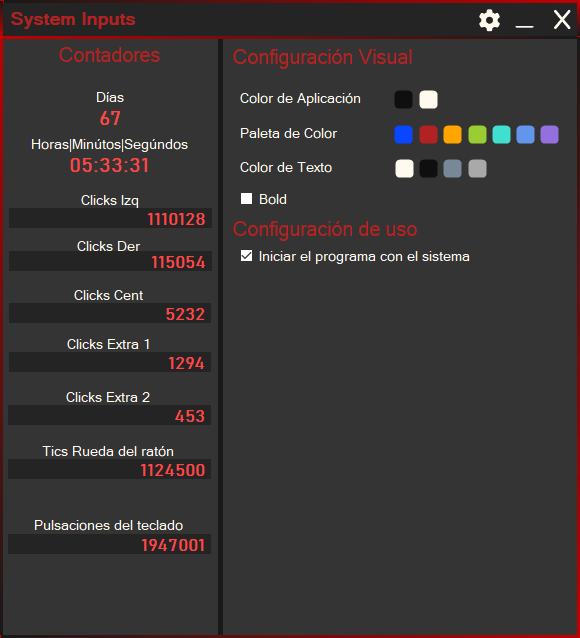 System Inputs
Contadores
Días
67
Horas|Minútos|Segúndos
05:33:31
Clicks Izq
1110128
Clicks Der
115054
Clicks Cent
5232
Clicks Extra 1
1294
Clicks Extra 2
453
Tics Rueda del ratón
1124500
Pulsaciones del teclado
1947001
Configuración Visual
Color de Aplicación
Paleta de Color
Color de Texto
Bold
Configuración de uso
Iniciar el programa con el sistema